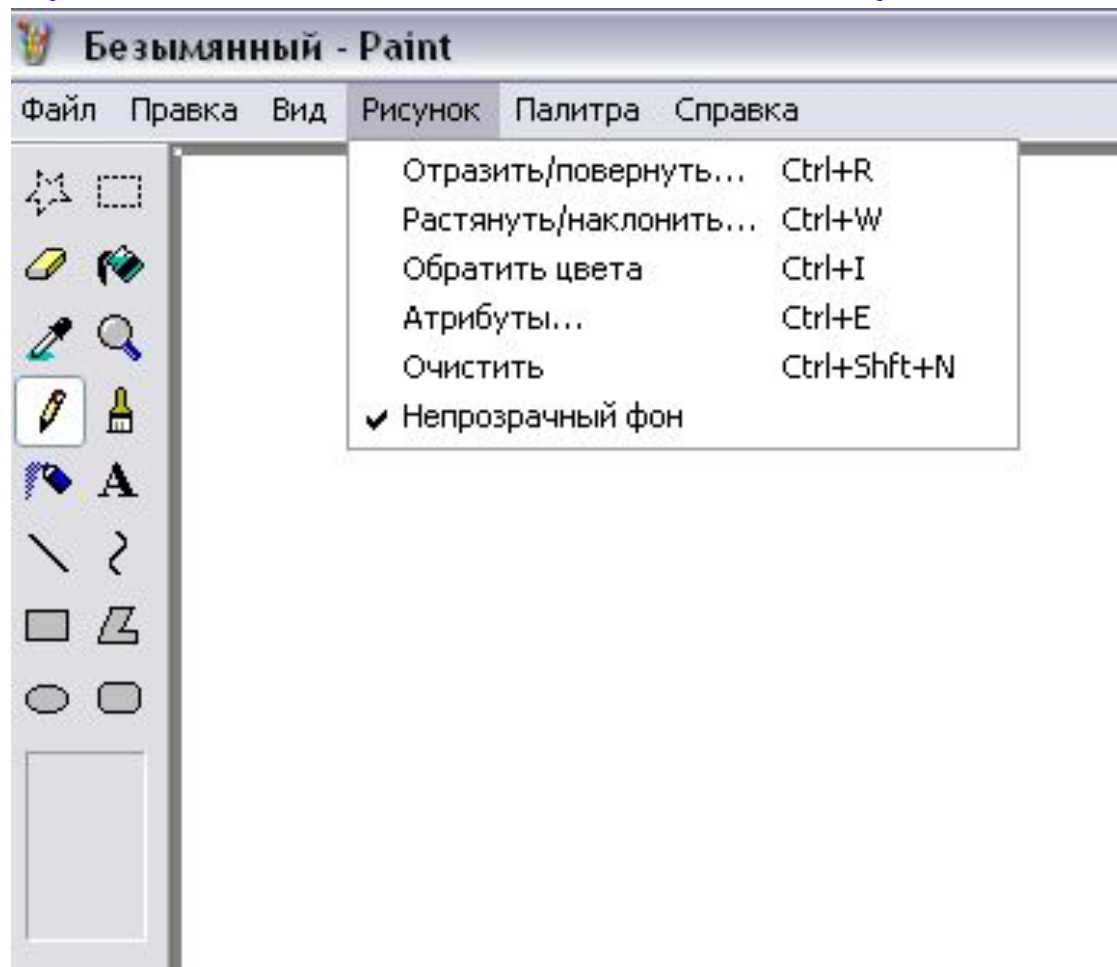 Безымянный - Paint
Файл Правка Вид Рисунок Палитра Справка
Отразить/повернуть... Ctrl+R
Растянуть/наклонить... Ctrl+W
Обратить цвета Ctrl+I
Атрибуты... Ctrl+E
Очистить Ctrl+Shft+N
Непрозрачный фон
A